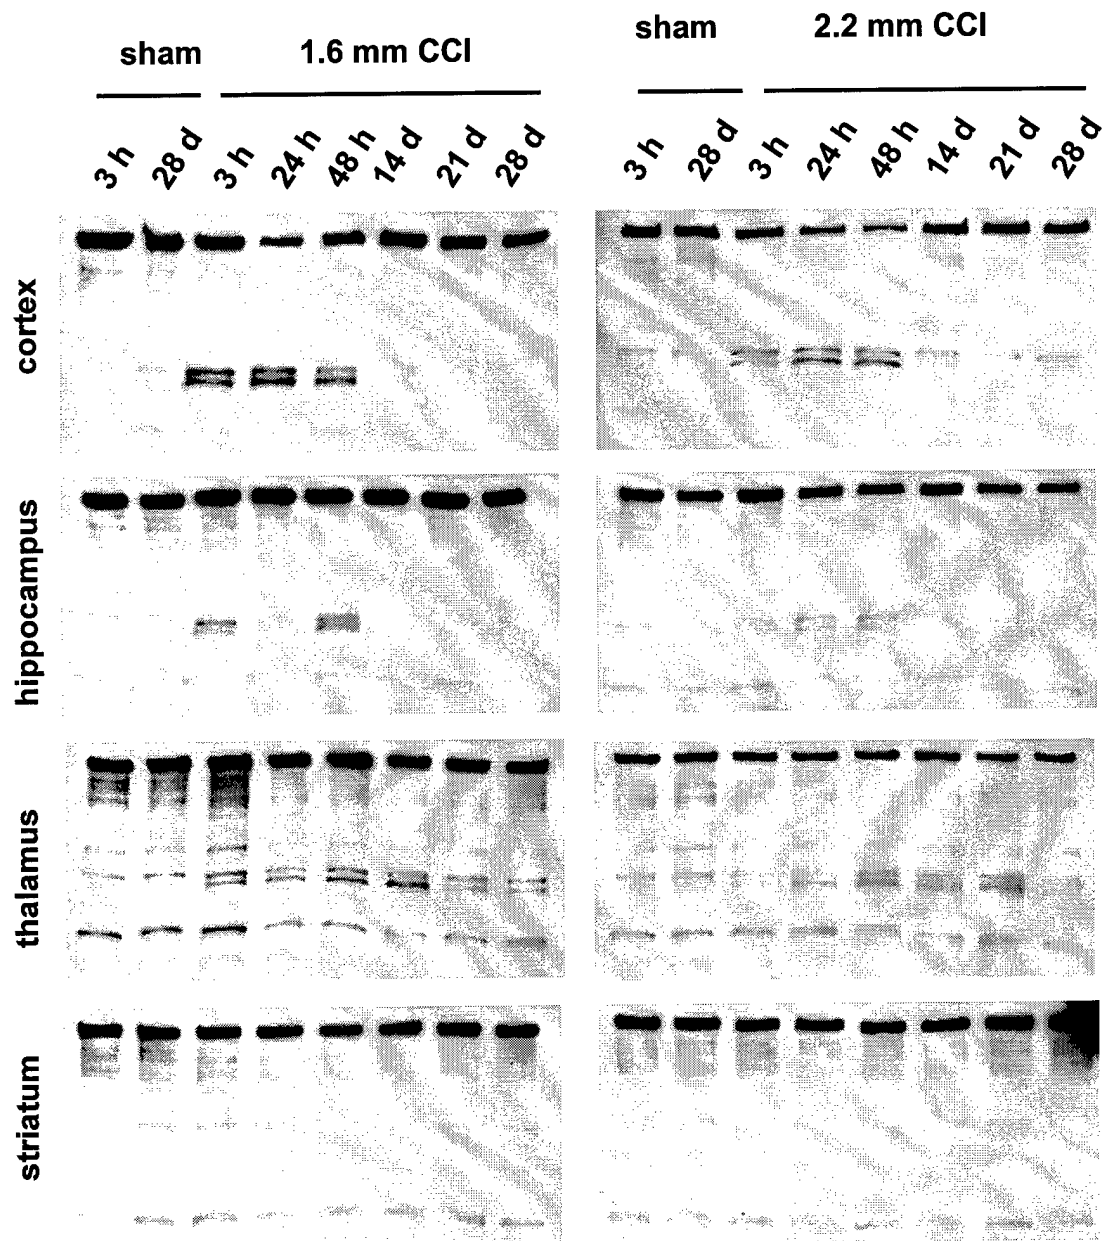 sham 1.6 mm CCI sham 2.2 mm CCI
3 h 28 d 3 h 24 h 48 h 14 d 21 d 28 d 3 h 28 d 3 h 24 h 48 h 14 d 21 d 28 d
cortex
hippocampus
thalamus
striatum